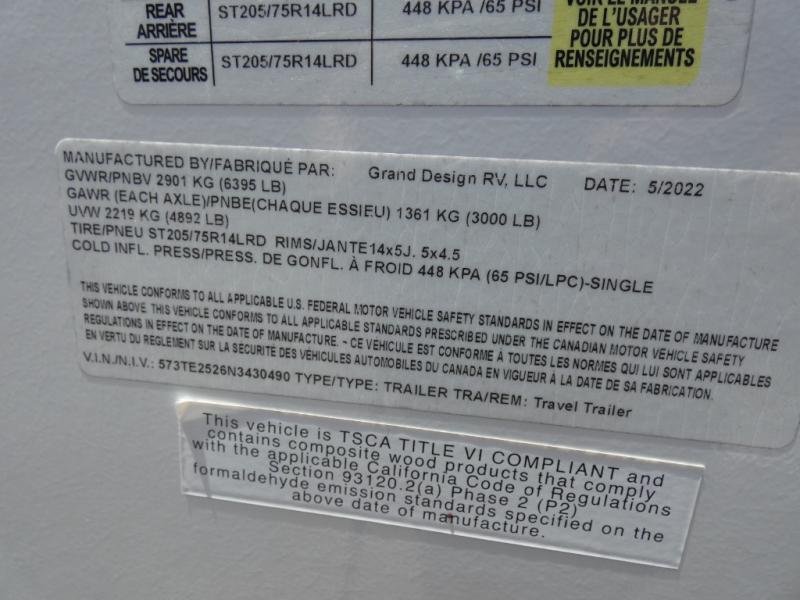 REAR ARRIÈRE ST205/75R14LRD 448 KPA /65 PSI
SPARE DE SECOURS ST205/75R14LRD 448 KPA /65 PSI
VOIR LE MANUEL
DE L'USAGER
POUR PLUS DE
RENSEIGNEMENTS
MANUFACTURED BY/FABRIQUÉ PAR: Grand Design RV, LLC DATE: 5/2022
GVWR/PNBV 2901 KG (6395 LB)
GAWR (EACH AXLE)/PNBE(CHAQUE ESSIEU) 1361 KG (3000 LB)
UVW 2219 KG (4892 LB)
TIRE/PNEU ST205/75R14LRD RIMS/JANTE14x5J. 5x4.5
COLD INFL. PRESS/PRESS. DE GONFL. À FROID 448 KPA (65 PSI/LPC)-SINGLE
THIS VEHICLE CONFORMS TO ALL APPLICABLE U.S. FEDERAL MOTOR VEHICLE SAFETY STANDARDS IN EFFECT ON THE DATE OF MANUFACTURE
SHOWN ABOVE. THIS VEHICLE CONFORMS TO ALL APPLICABLE STANDARDS PRESCRIBED UNDER THE CANADIAN MOTOR VEHICLE SAFETY
REGULATIONS IN EFFECT ON THE DATE OF MANUFACTURE. - CE VÉHICULE EST CONFORME À TOUTES LES NORMES QUI LUI SONT APPLICABLES
EN VERTU DU REGLEMENT SUR LA SÉCURITÉ DES VÉHICULES AUTOMOBILES DU CANADA EN VIGUEUR À LA DATE DE SA FABRICATION.
V.I.N./N.I.V.: 573TE2526N3430490 TYPE/TYPE: TRAILER TRA/REM: Travel Trailer
This vehicle is TSCA TITLE VI COMPLIANT and
contains composite wood products that comply
with the applicable California Code of Regulations
Section 93120.2(a) Phase 2 (P2)
formaldehyde emission standards specified on the
above date of manufacture.